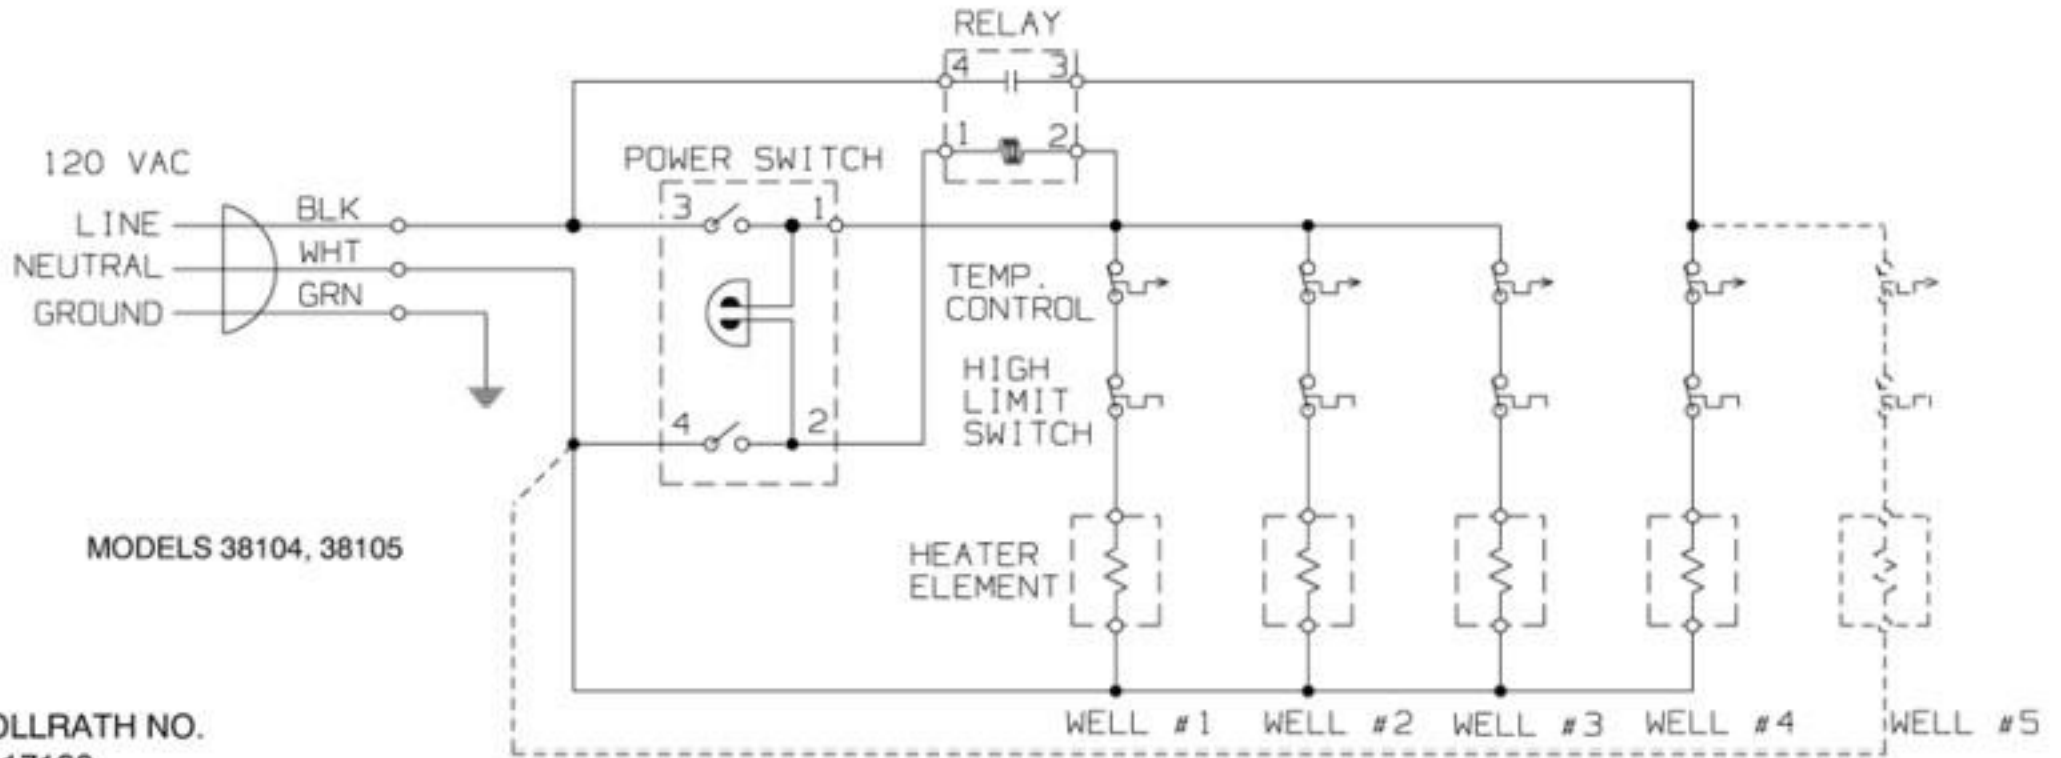 RELAY
4 3
1 2
120 VAC
POWER SWITCH
LINE
BLK
3 1
NEUTRAL
WHT
GROUND
GRN
TEMP.
CONTROL
HIGH
LIMIT
SWITCH
4 2
MODELS 38104, 38105
HEATER
ELEMENT
OLLRATH NO.
WELL #1 WELL #2 WELL #3 WELL #4 WELL #5